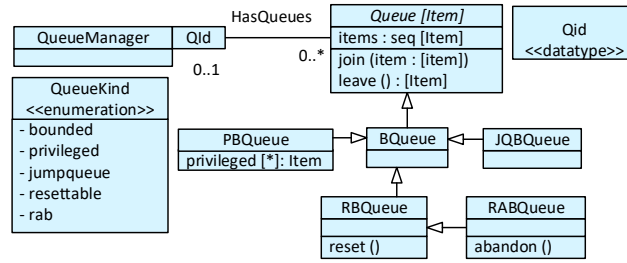 HasQueues
Queue [Item]
QueueManager
QId
items : seq [Item]
join (item : [item])
leave () : [Item]
0..1
0..*
Qid
<<datatype>>
QueueKind
<<enumeration>>
- bounded
- privileged
- jumpqueue
- resettable
- rab
PBQueue
privileged [*]: Item
BQueue
JQBQueue
RBQueue
reset ()
RABQueue
abandon ()